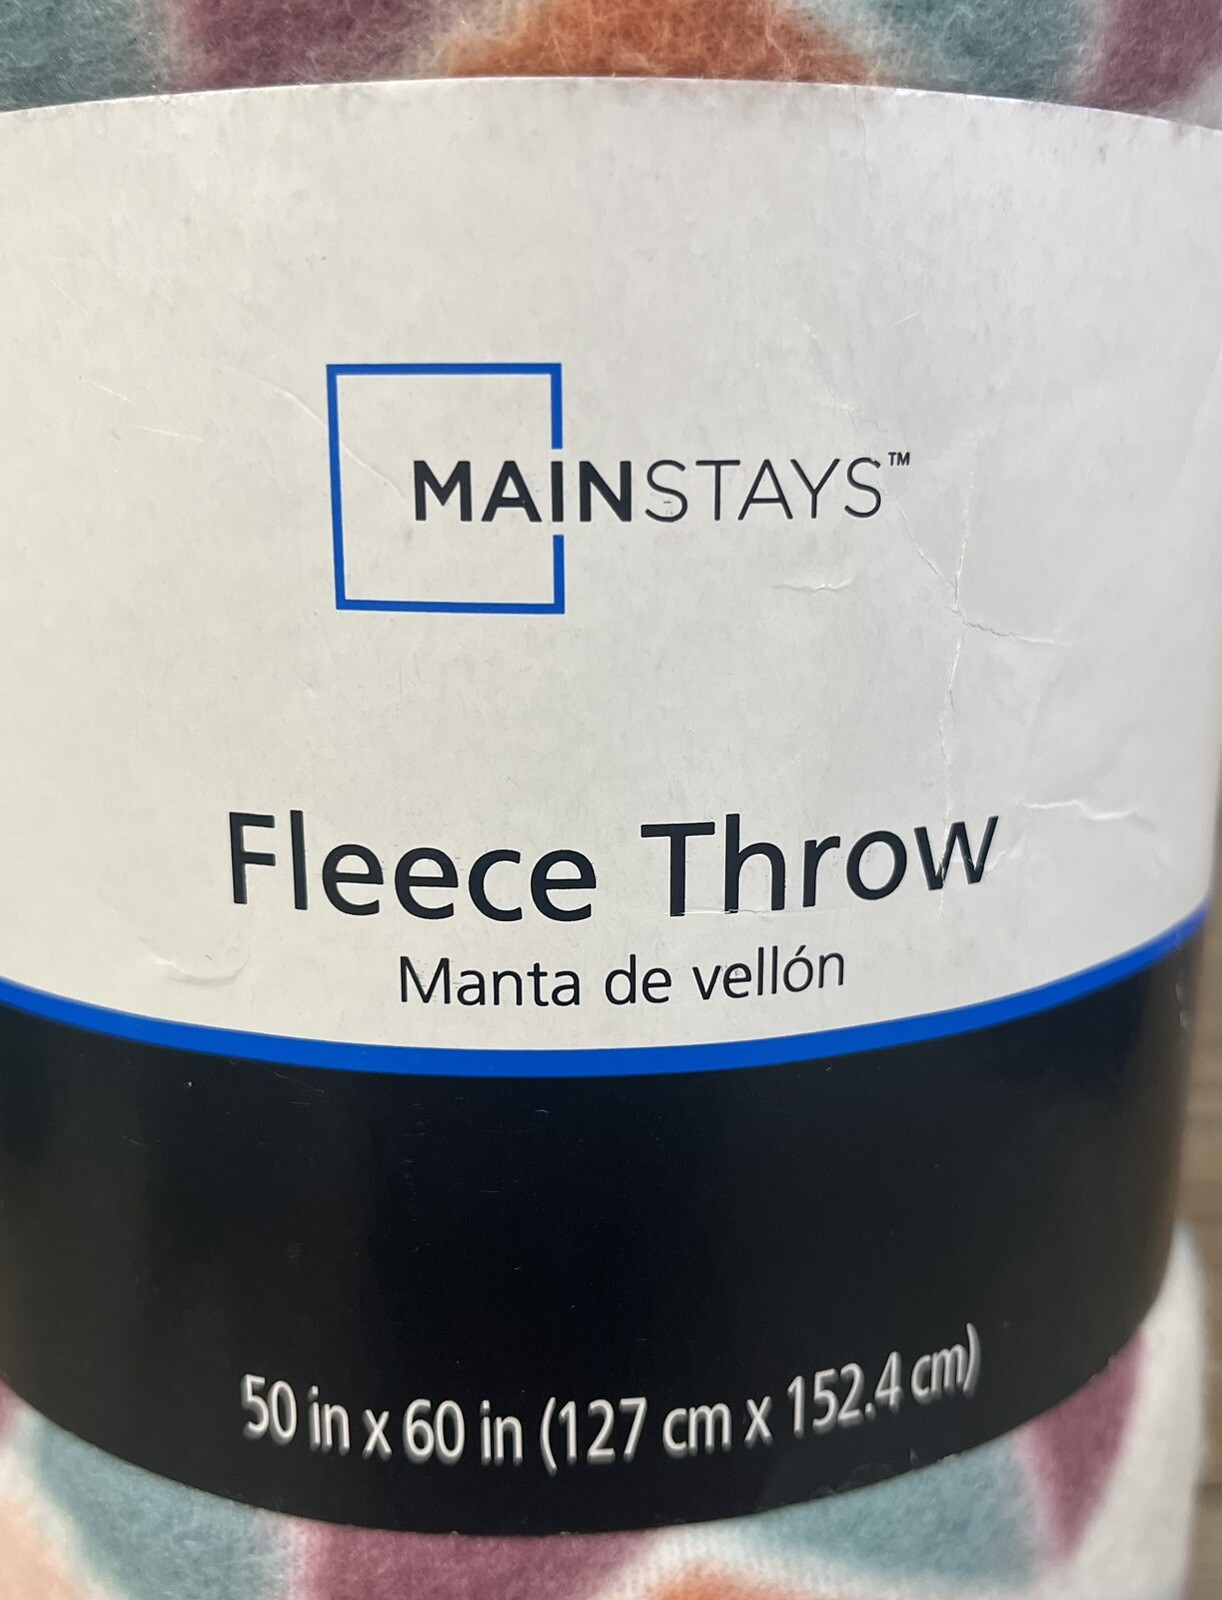 MAINSTAYS™
Fleece Throw
Manta de vellón
50 in x 60 in (127 cm x 152.4 cm)